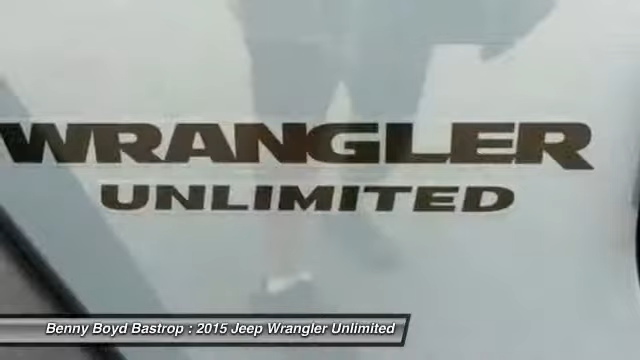 WRANGLER
UNLIMITED
Benny Boyd Bastrop : 2015 Jeep Wrangler Unlimited